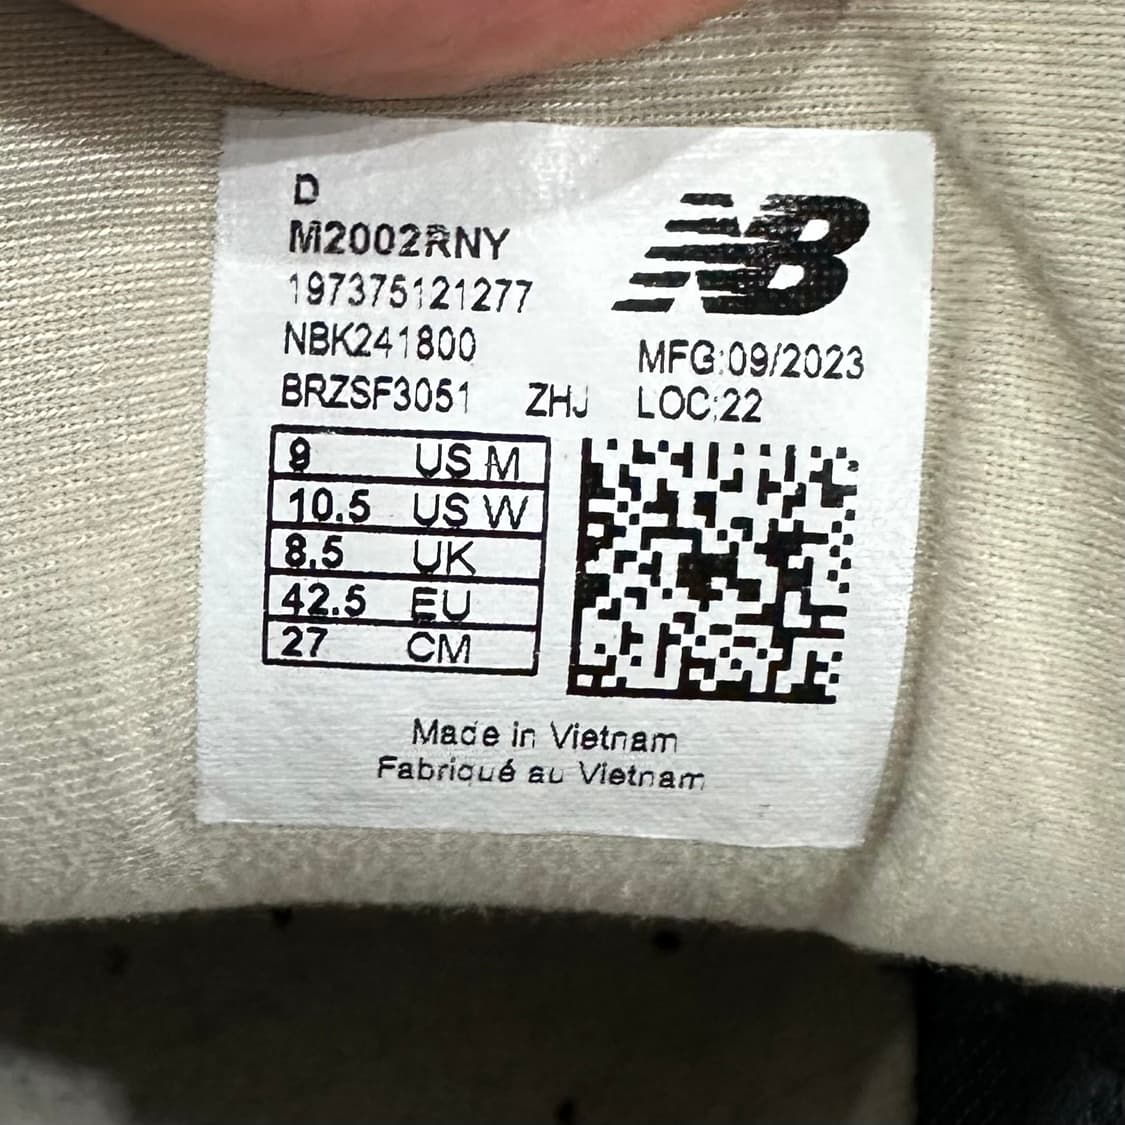 D
M2002RNY
197375121277
NBK241800
BRZSF3051 ZHJ
NB
MFG:09/2023
LOC:22
9 US M
10.5 US W
8.5 UK
42.5 EU
27 CM
Made in Vietnam
Fabriqué au Vietnam